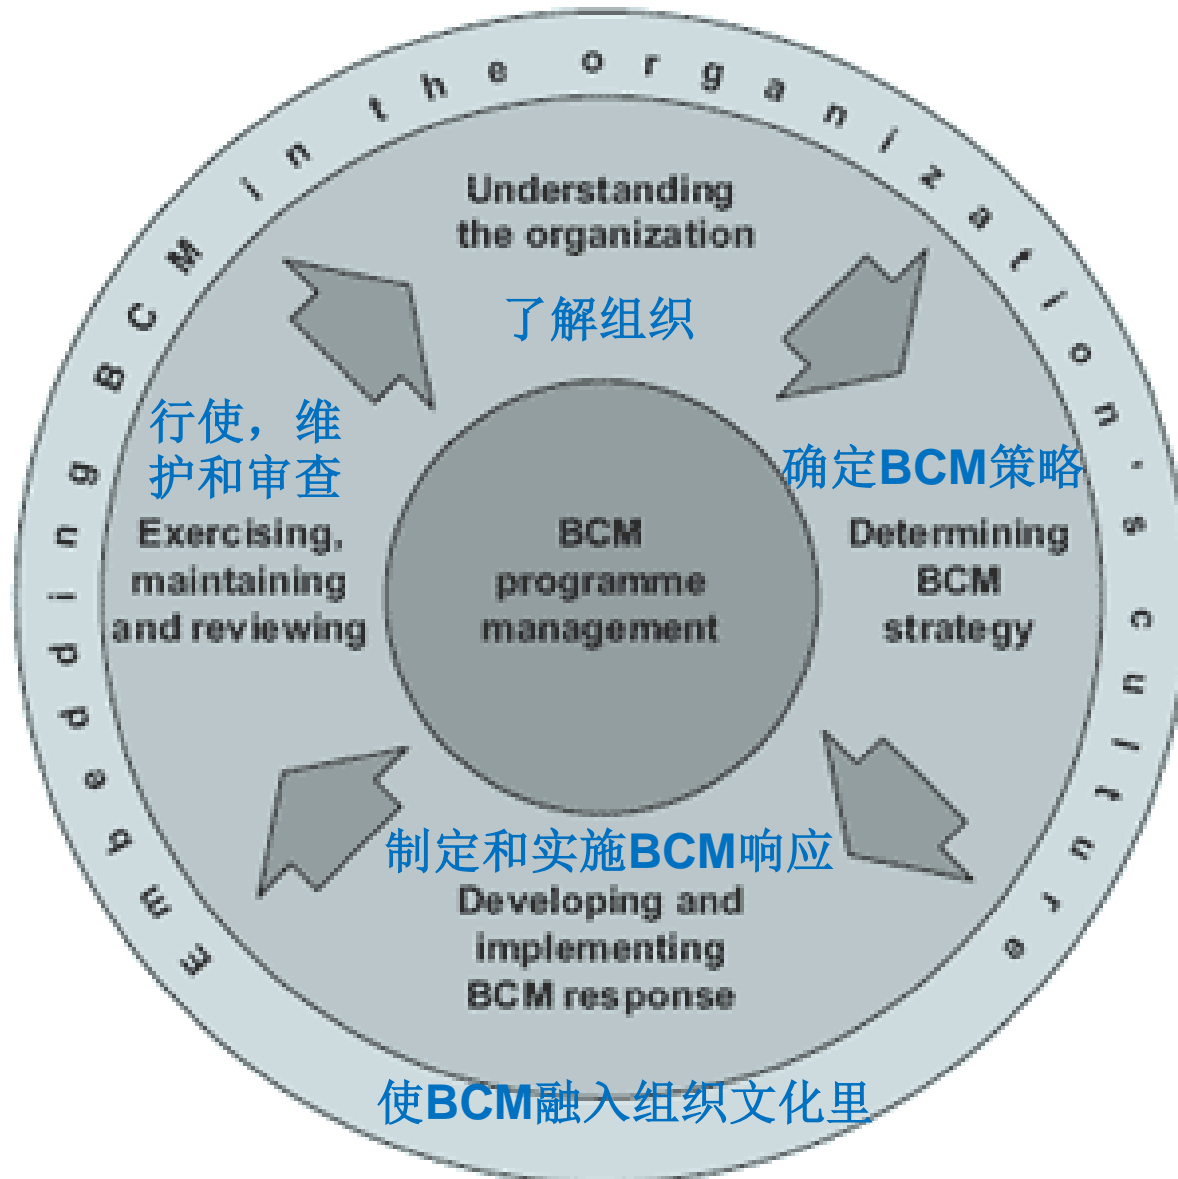 Embedding BCM in the organization's culture
Understanding
the organization
了解组织
行使，维
护和审查
Exercising,
maintaining
and reviewing
BCM
programme
management
确定BCM策略
Determining
BCM
strategy
制定和实施BCM响应
Developing and
implementing
BCM response
使BCM融入组织文化里